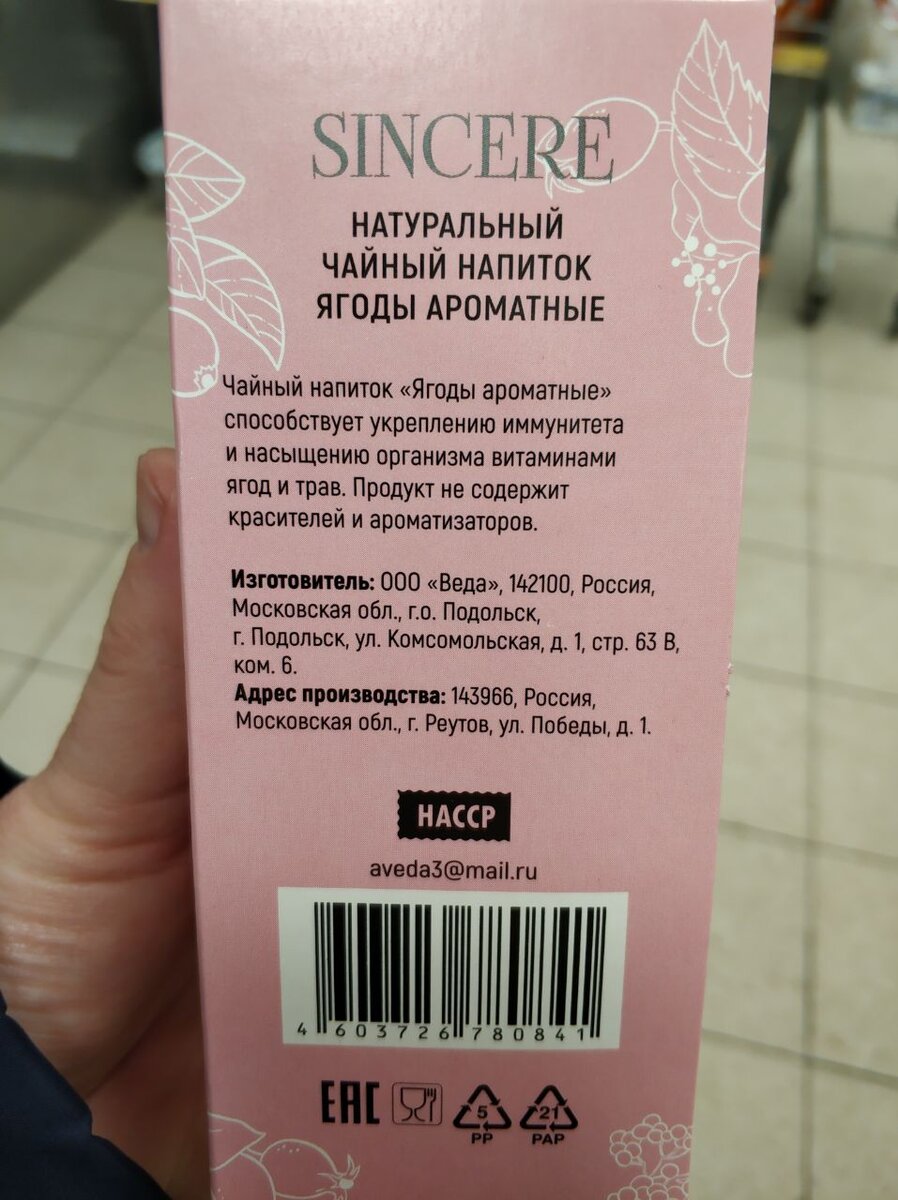 SINCERE
НАТУРАЛЬНЫЙ
ЧАЙНЫЙ НАПИТОК
ЯГОДЫ АРОМАТНЫЕ
Чайный напиток «Ягоды ароматные»
способствует укреплению иммунитета
и насыщению организма витаминами
ягод и трав. Продукт не содержит
красителей и ароматизаторов.
Изготовитель: ООО «Веда», 142100, Россия,
Московская обл., г.о. Подольск,
г. Подольск, ул. Комсомольская, д. 1, стр. 63 В,
ком. 6.
Адрес производства: 143966, Россия,
Московская обл., г. Реутов, ул. Победы, д. 1.
HACCP
aveda3@mail.ru
4 603726 780841
EAC 5 21
PP PAP